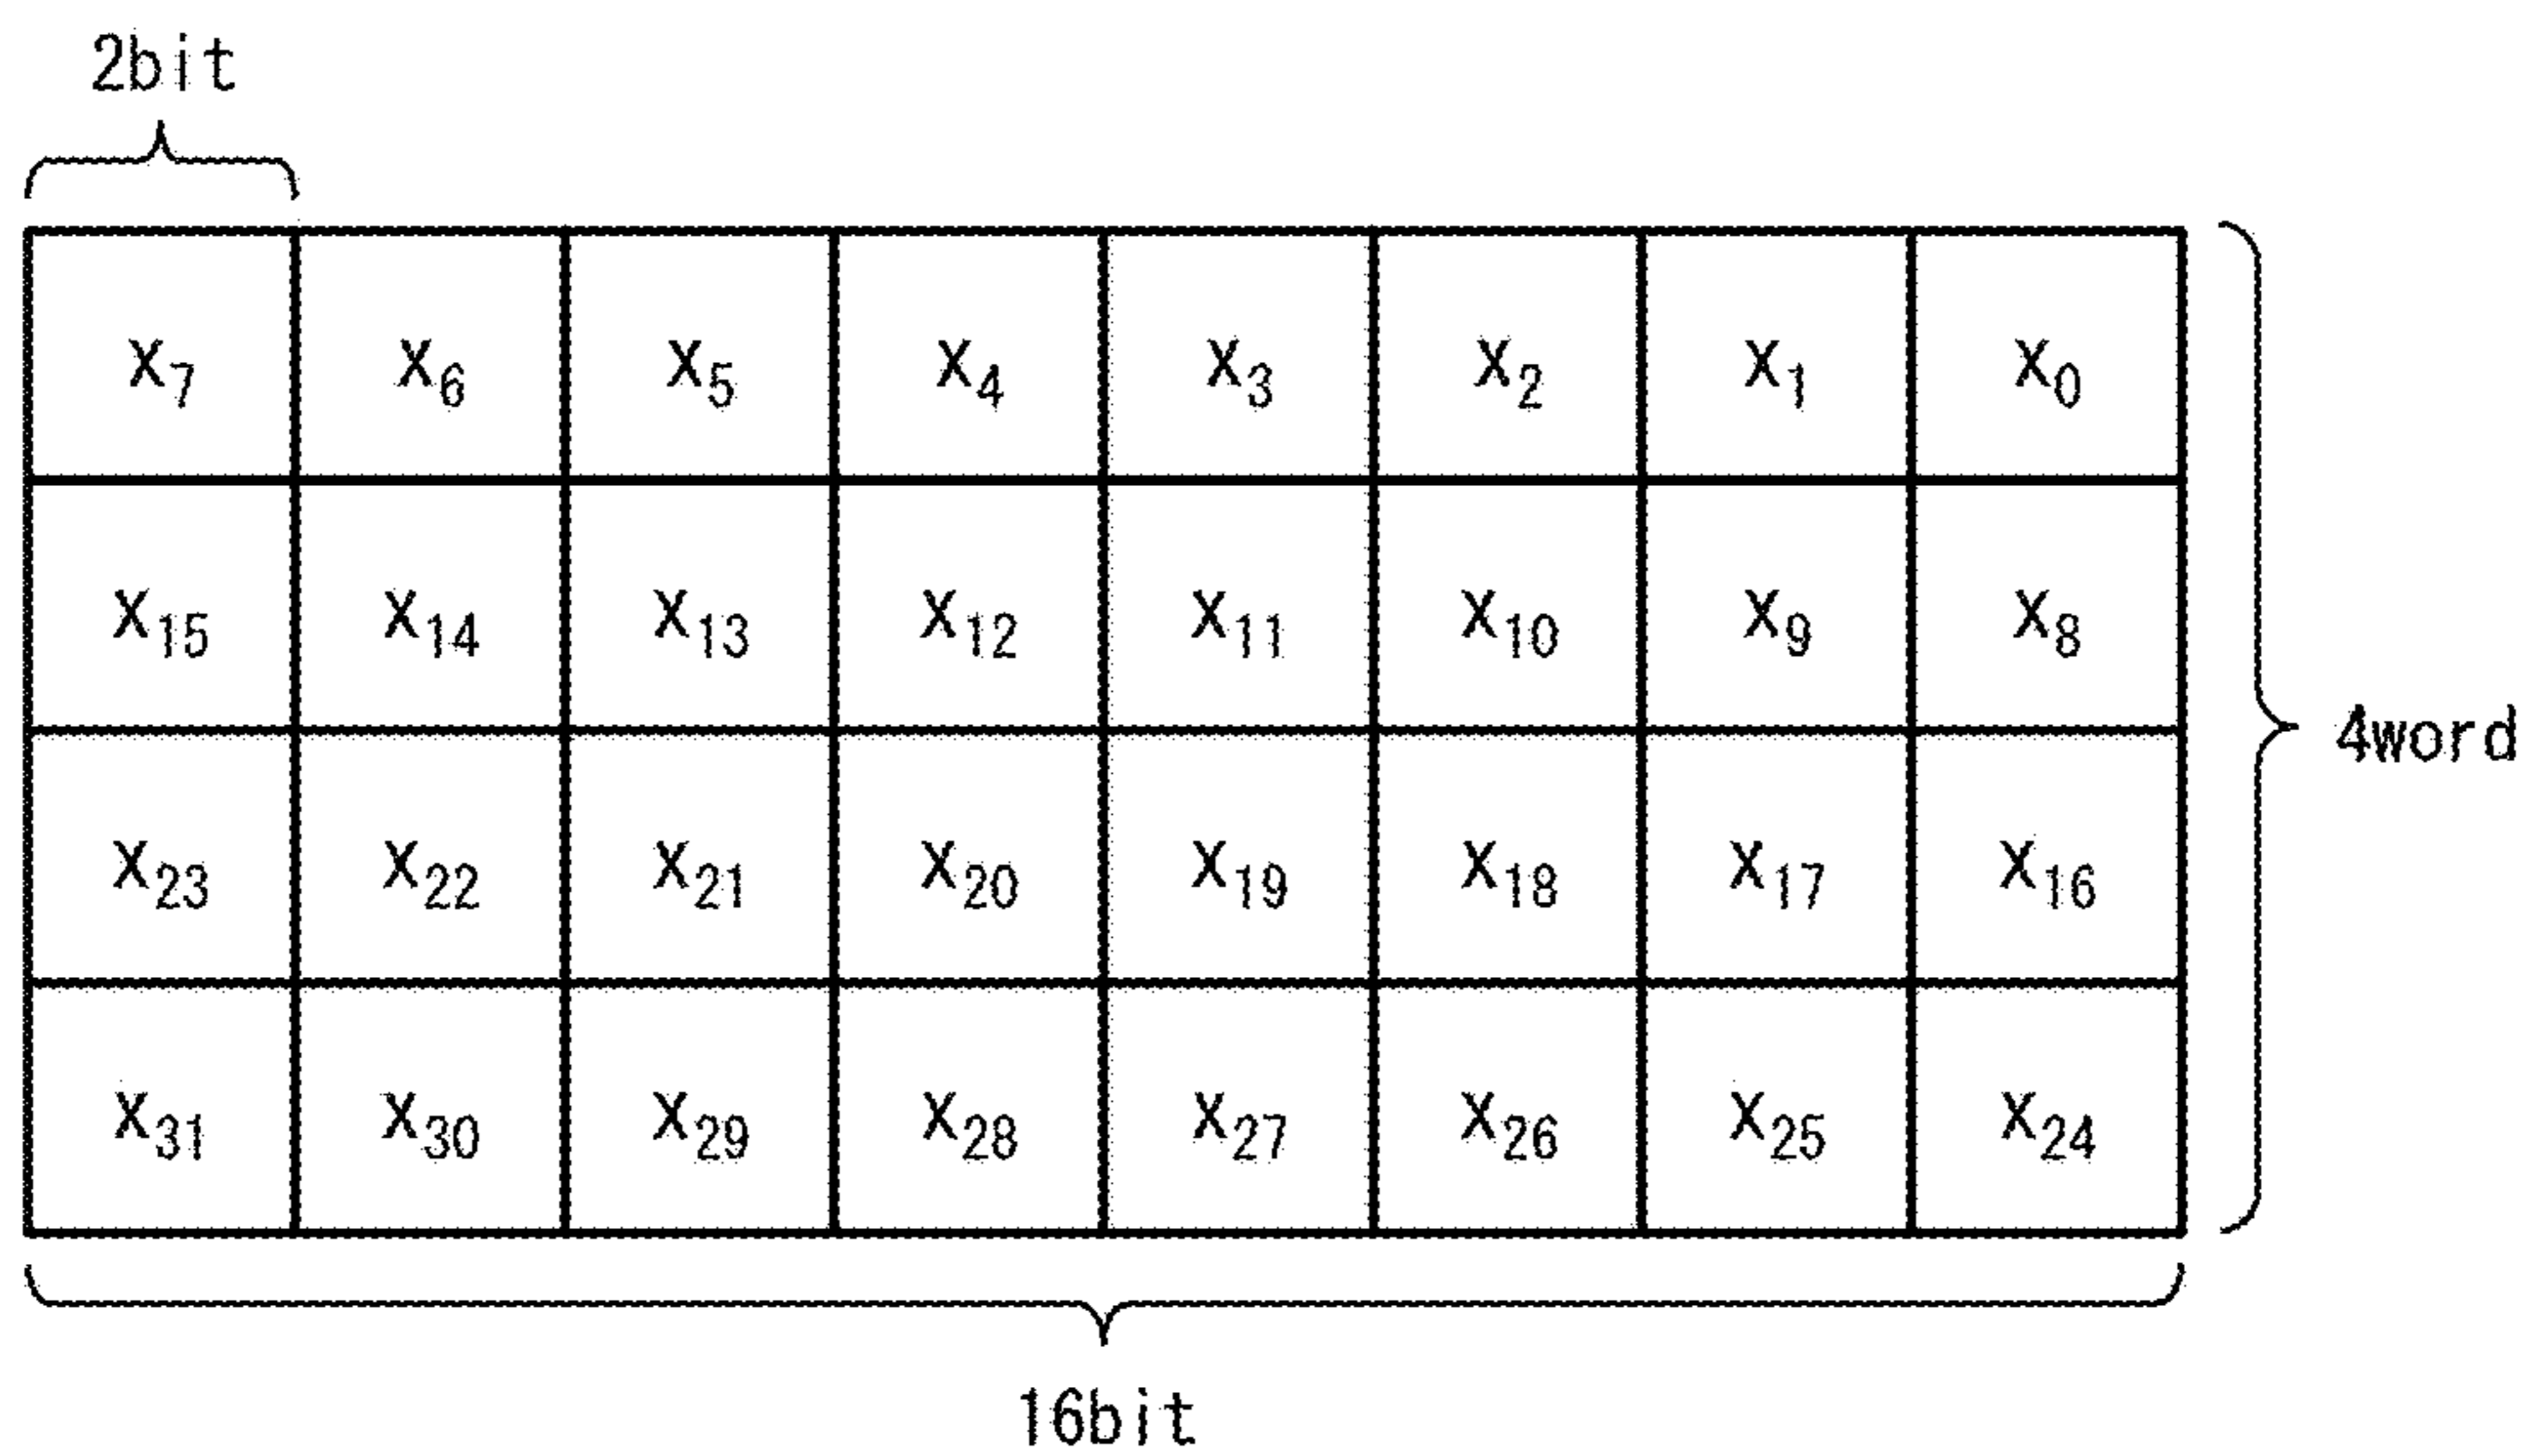 2bit
X7 X6 X5 X4 X3 X2 X1 X0
X15 X14 X13 X12 X11 X10 X9 X8
4word
X23 X22 X21 X20 X19 X18 X17 X16
X31 X30 X29 X28 X27 X26 X25 X24
16bit